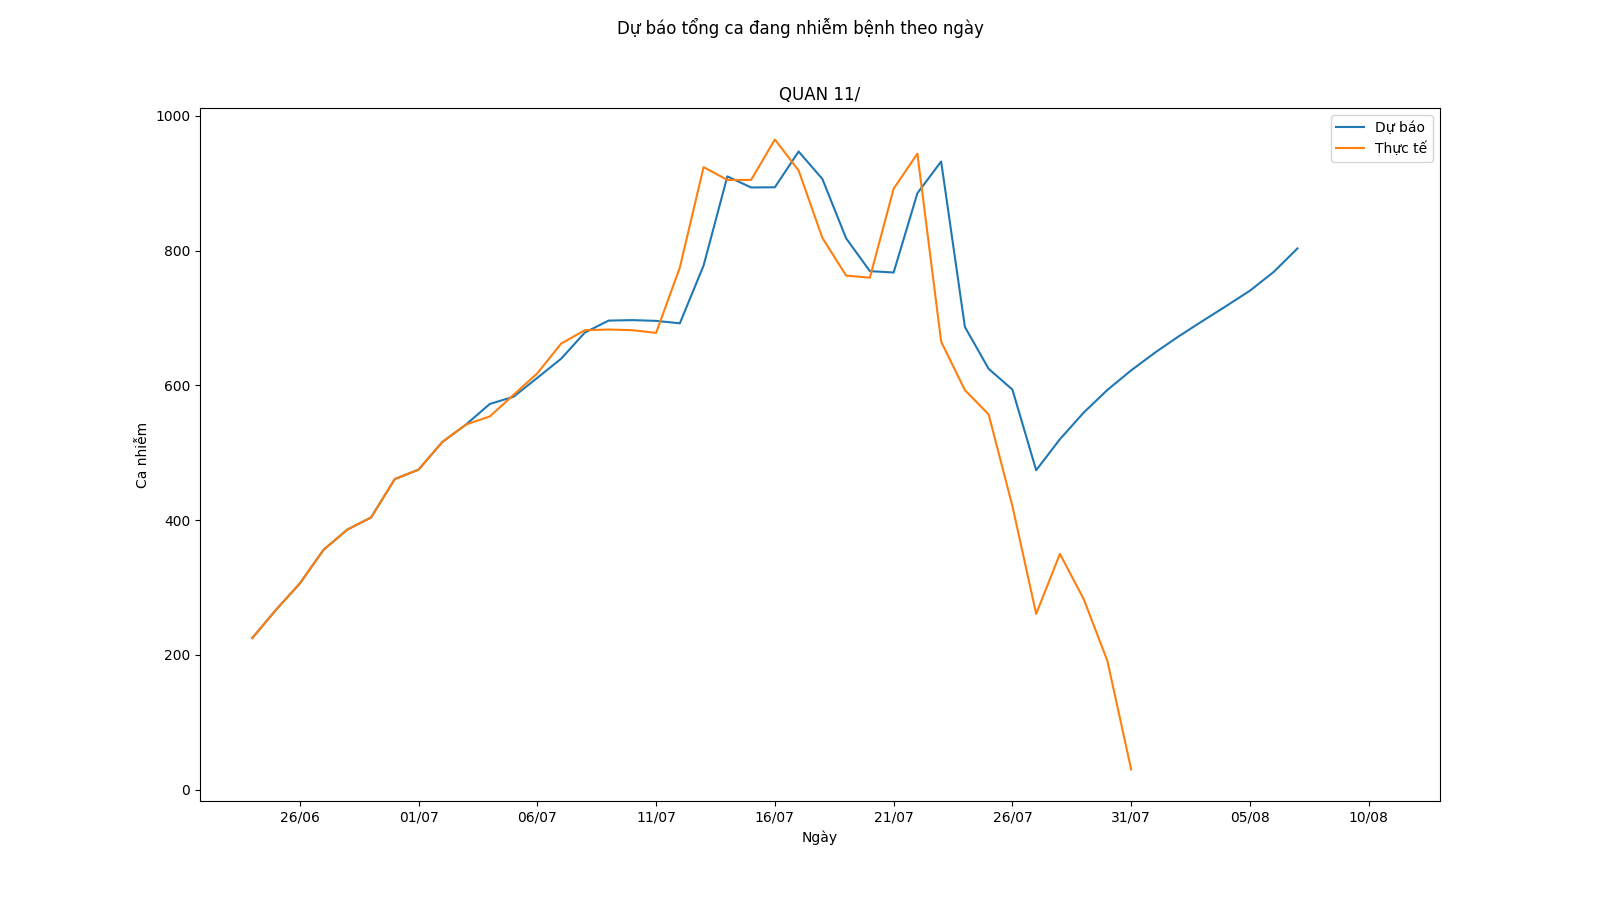 Dự báo tổng ca đang nhiễm bệnh theo ngày
QUAN 11/
1000
800
600
400
200
0
Ca nhiễm
Dự báo
Thực tế
26/06
01/07
06/07
11/07
16/07
21/07
26/07
31/07
05/08
10/08
Ngày